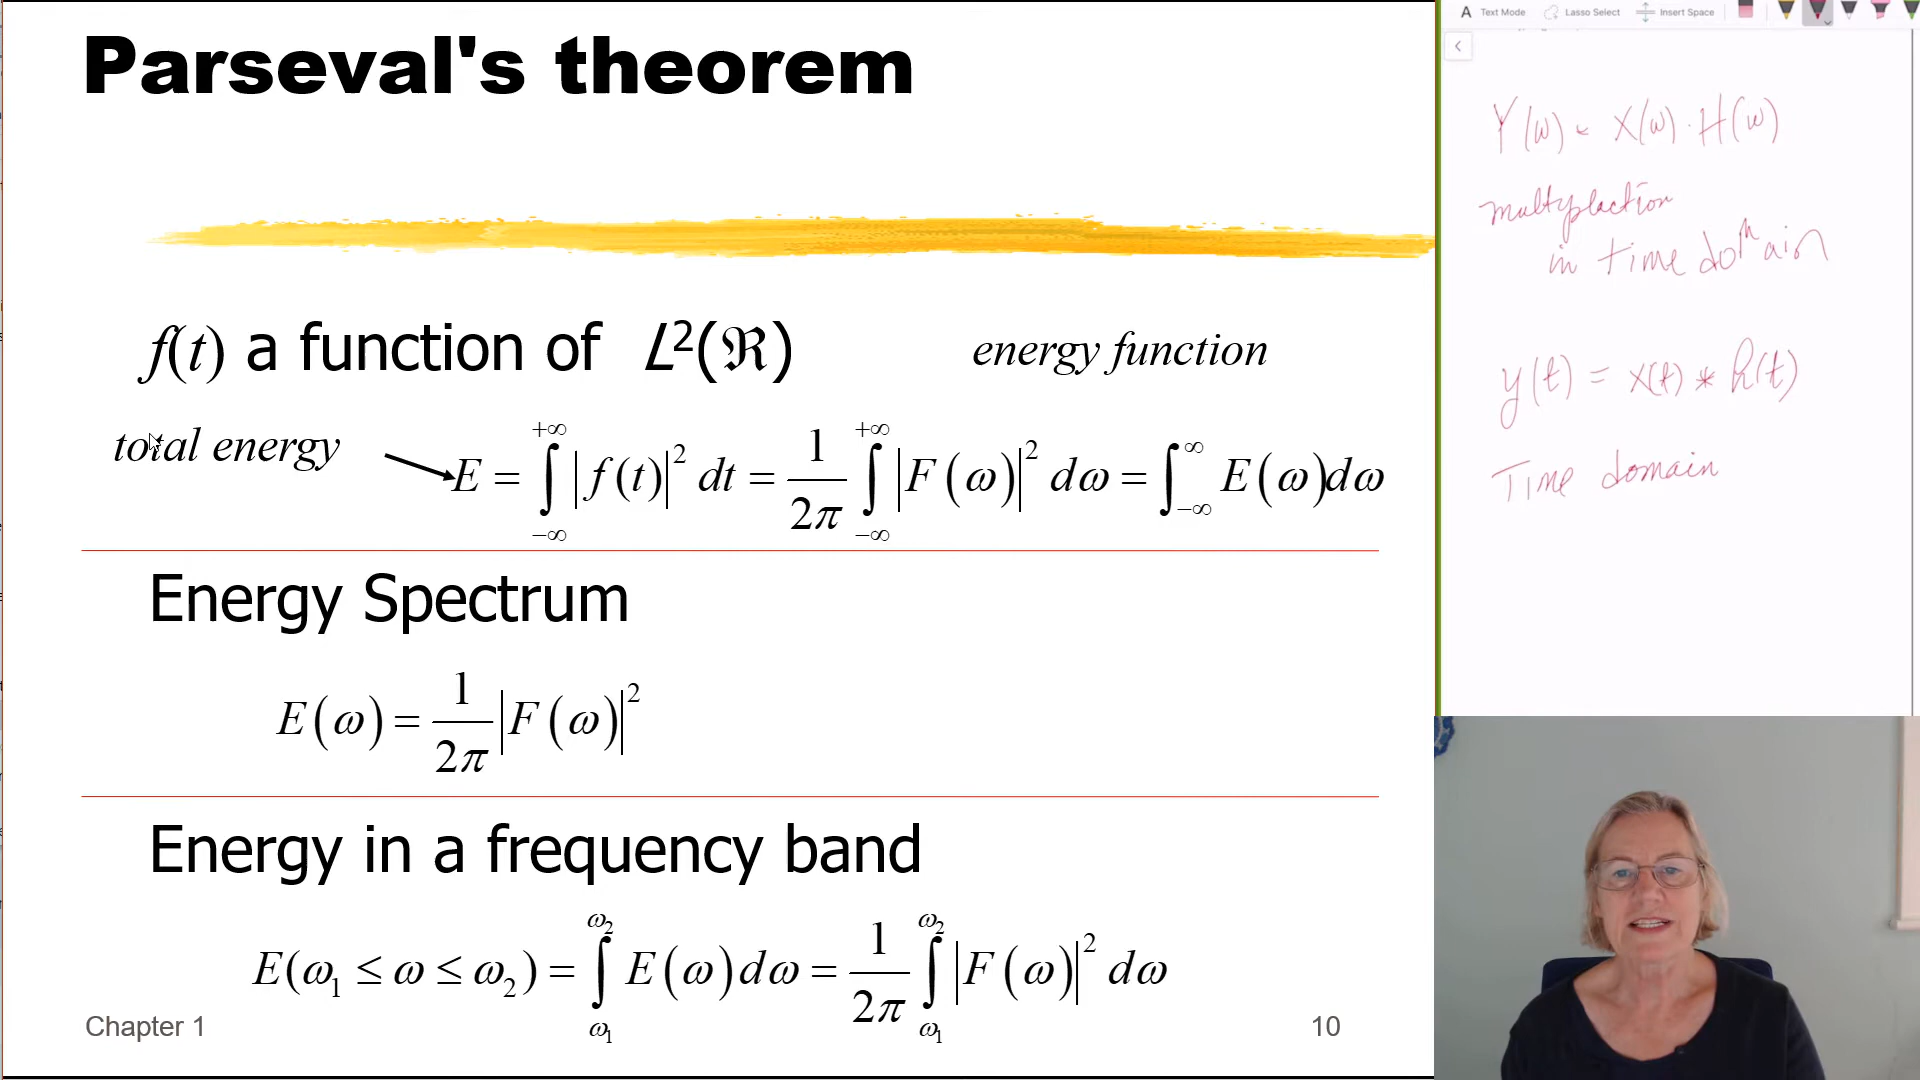 Parseval's theorem
f(t) a function of L²(ℜ) energy function
total energy
E = ∫_{-∞}^{+∞} |f(t)|² dt = 1/2π ∫_{-∞}^{+∞} |F(ω)|² dω = ∫_{-∞}^{∞} E(ω)dω
Energy Spectrum
E(ω) = 1/2π |F(ω)|²
Energy in a frequency band
E(ω₁ ≤ ω ≤ ω₂) = ∫_{ω₁}^{ω₂} E(ω)dω = 1/2π ∫_{ω₁}^{ω₂} |F(ω)|² dω
Chapter 1
10
A Text Mode Lasso Select Insert Space
Y(ω) = X(ω) · H(ω)
multyplaction
in time domain
y(t) = x(t) * h(t)
Time domain